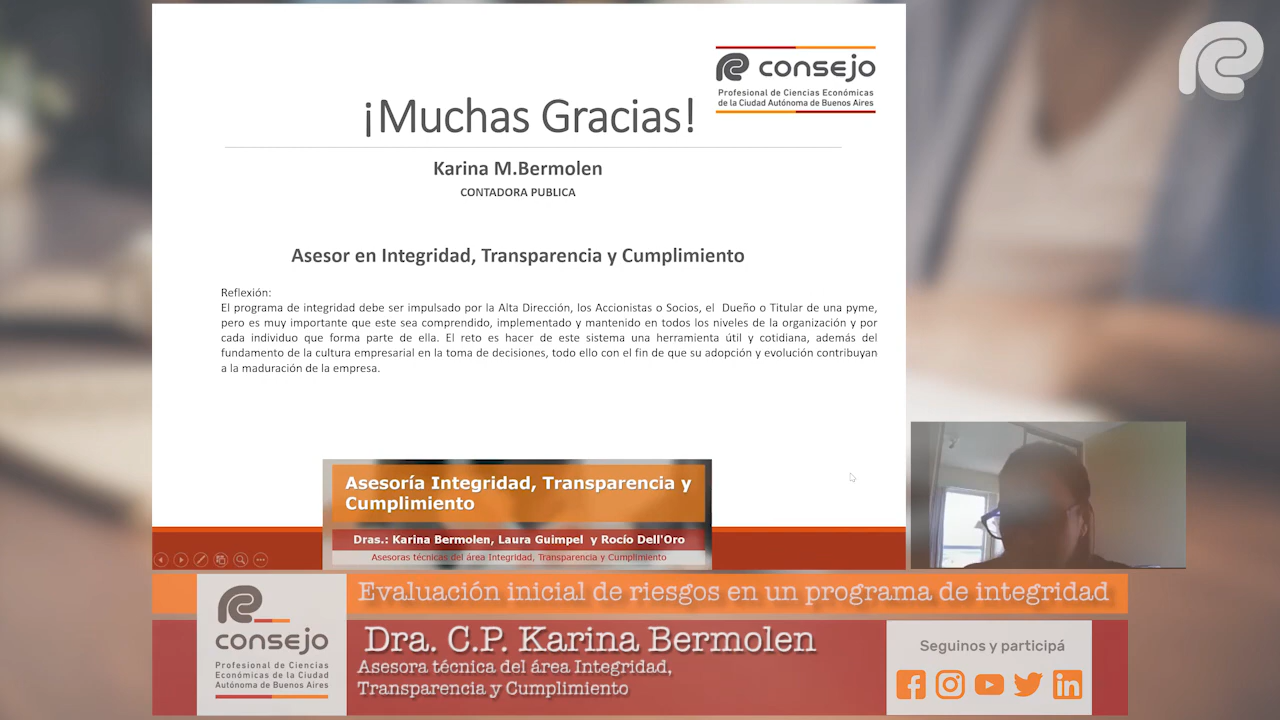 consejo
Profesional de Ciencias Económicas
de la Ciudad Autónoma de Buenos Aires
¡Muchas Gracias!
Karina M.Bermolen
CONTADORA PUBLICA
Asesor en Integridad, Transparencia y Cumplimiento
Reflexión:
El programa de integridad debe ser impulsado por la Alta Dirección, los Accionistas o Socios, el Dueño o Titular de una pyme,
pero es muy importante que este sea comprendido, implementado y mantenido en todos los niveles de la organización y por
cada individuo que forma parte de ella. El reto es hacer de este sistema una herramienta útil y cotidiana, además del
fundamento de la cultura empresarial en la toma de decisiones, todo ello con el fin de que su adopción y evolución contribuyan
a la maduración de la empresa.
Asesoría Integridad, Transparencia y
Cumplimiento
Dras.: Karina Bermolen, Laura Guimpel y Rocío Dell'Oro
Asesoras técnicas del área Integridad, Transparencia y Cumplimiento
Evaluación inicial de riesgos en un programa de integridad
consejo
Profesional de Ciencias
Económicas de la Ciudad
Autónoma de Buenos Aires
Dra. C.P. Karina Bermolen
Asesora técnica del área Integridad,
Transparencia y Cumplimiento
Seguinos y participá